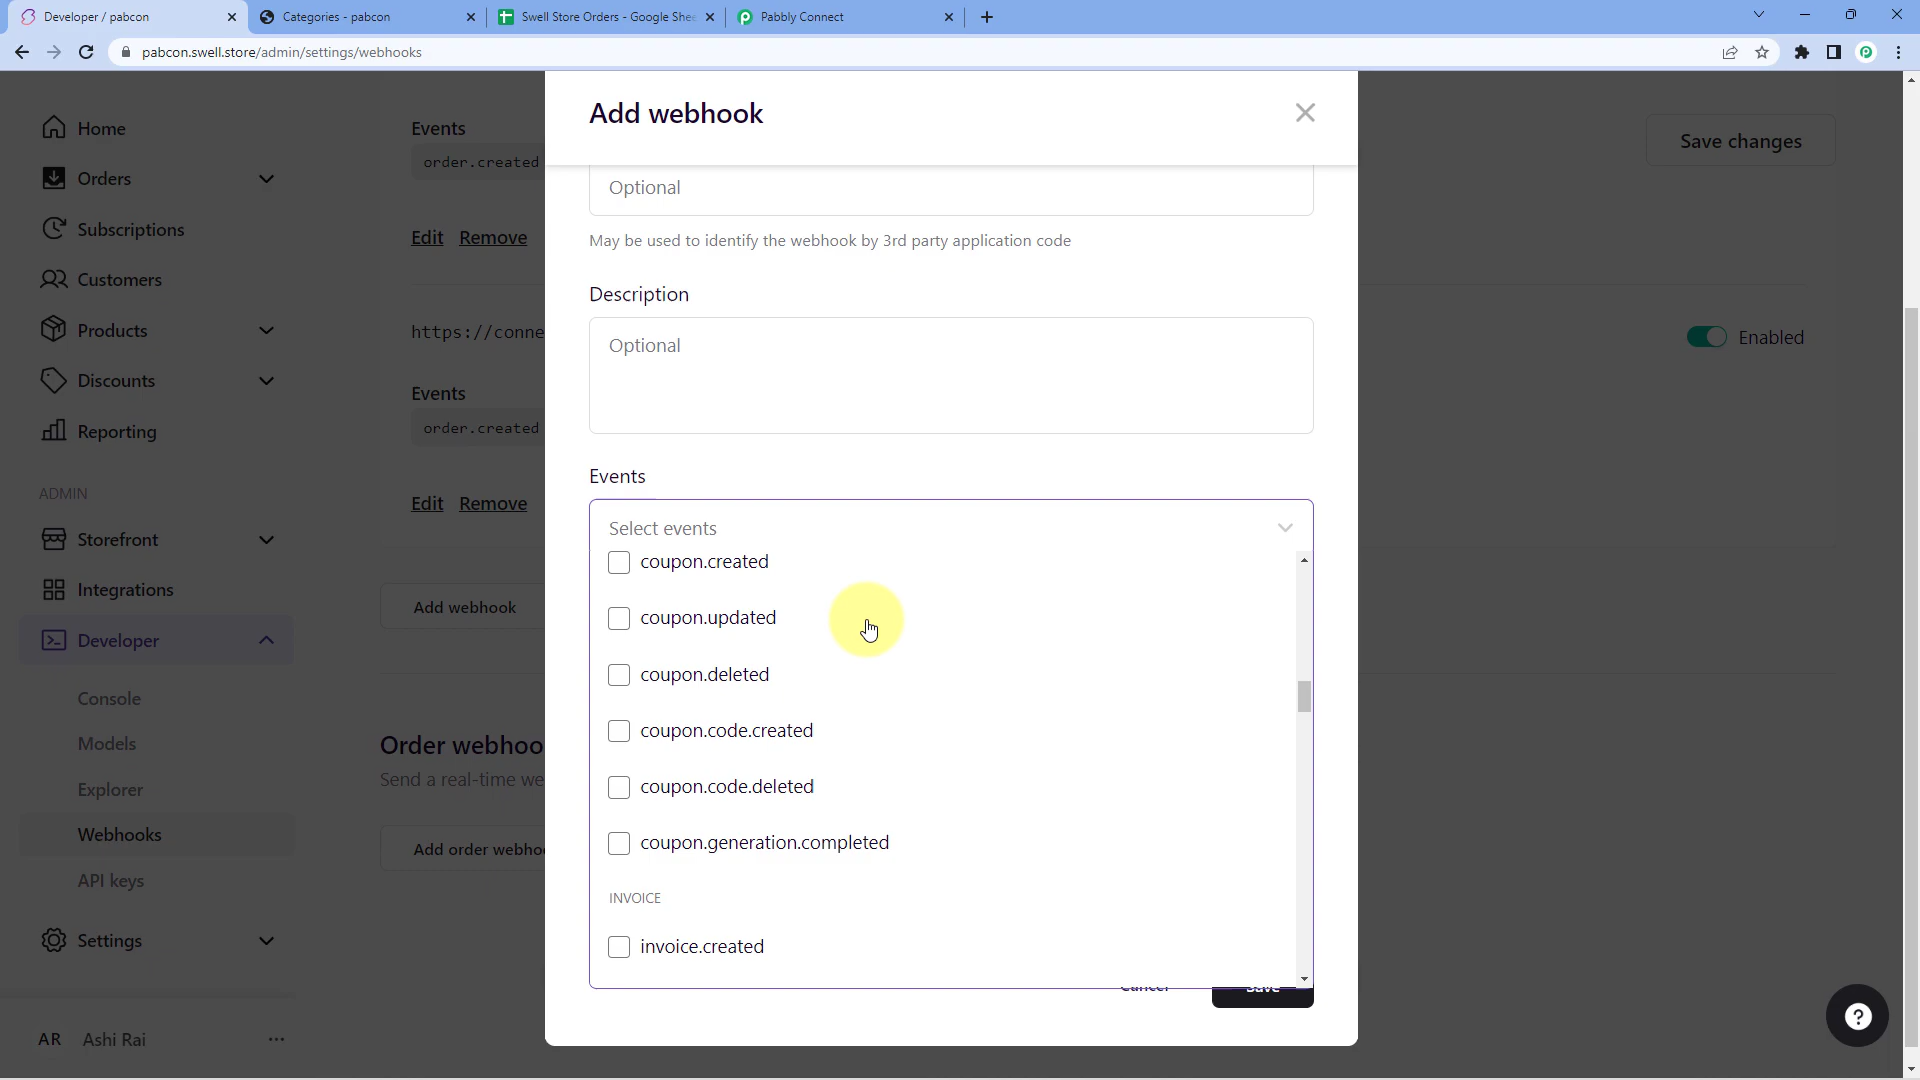 Developer / pabcon
Categories - pabcon
Swell Store Orders - Google She
Pabbly Connect
pabcon.swell.store/admin/settings/webhooks
Home
Orders
Subscriptions
Customers
Products
Discounts
Reporting
ADMIN
Storefront
Integrations
Developer
Console
Models
Explorer
Webhooks
API keys
Settings
AR
Ashi Rai
Events
order.created
Edit
Remove
https://conne
Events
order.created
Edit
Remove
Add webhook
Order webhoo
Send a real-time we
Add order webhoo
Save changes
Enabled
Add webhook
Optional
May be used to identify the webhook by 3rd party application code
Description
Optional
Events
Select events
coupon.created
coupon.updated
coupon.deleted
coupon.code.created
coupon.code.deleted
coupon.generation.completed
INVOICE
invoice.created
Cancel
Save